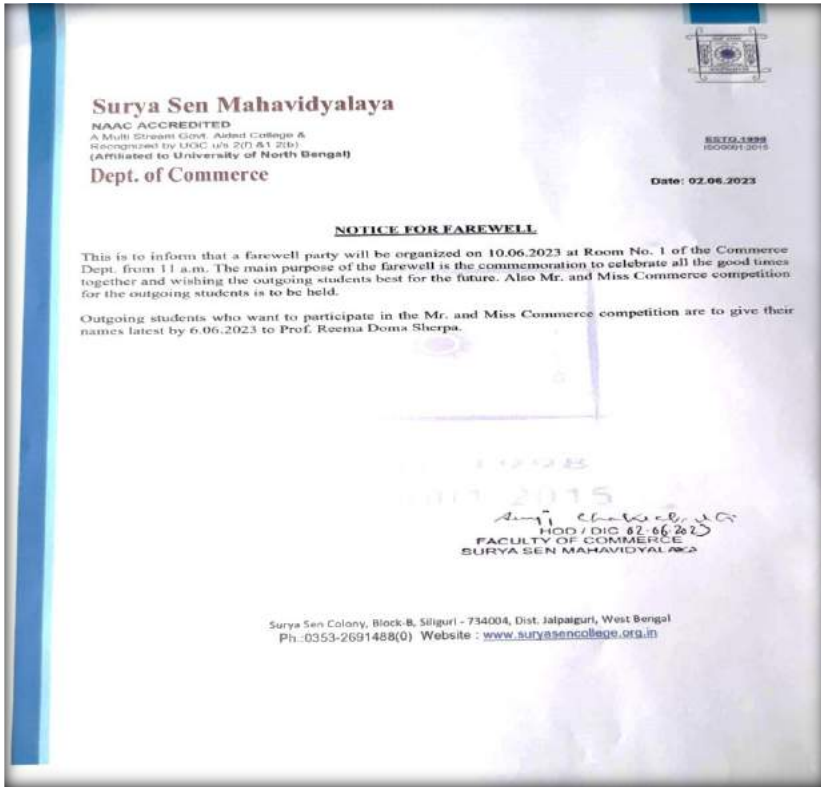 Surya Sen Mahavidyalaya
NAAC ACCREDITED
A Multi Stream Govt. Aided College &
Recognized by UGC u/s 2(f) &1 2(b)
(Affiliated to University of North Bengal)
Dept. of Commerce
ESTD.1998
ISO9001-2015
Date: 02.06.2023
NOTICE FOR FAREWELL
This is to inform that a farewell party will be organized on 10.06.2023 at Room No. 1 of the Commerce
Dept. from 11 a.m. The main purpose of the farewell is the commemoration to celebrate all the good times
together and wishing the outgoing students best for the future. Also Mr. and Miss Commerce competition
for the outgoing students is to be held.
Outgoing students who want to participate in the Mr. and Miss Commerce competition are to give their
names latest by 6.06.2023 to Prof. Reema Doma Sherpa.
1998
2015
HOD / DIC 02.06.2023
FACULTY OF COMMERCE
SURYA SEN MAHAVIDYALAYA
Surya Sen Colony, Block-B, Siliguri - 734004, Dist. Jalpaiguri, West Bengal
Ph.:0353-2691488(0) Website : www.suryasencollege.org.in